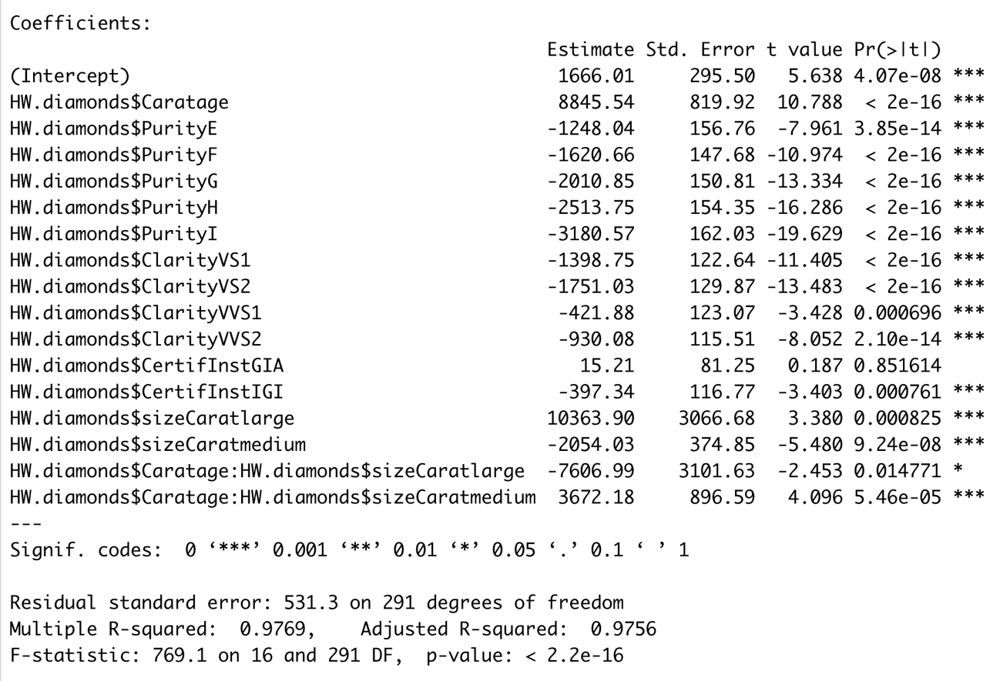 Coefficients:
                                                Estimate Std. Error t value Pr(>|t|)
(Intercept)                                      1666.01     295.50   5.638 4.07e-08 ***
HW.diamonds$Caratage                             8845.54     819.92  10.788  < 2e-16 ***
HW.diamonds$PurityE                             -1248.04     156.76  -7.961 3.85e-14 ***
HW.diamonds$PurityF                             -1620.66     147.68 -10.974  < 2e-16 ***
HW.diamonds$PurityG                             -2010.85     150.81 -13.334  < 2e-16 ***
HW.diamonds$PurityH                             -2513.75     154.35 -16.286  < 2e-16 ***
HW.diamonds$PurityI                             -3180.57     162.03 -19.629  < 2e-16 ***
HW.diamonds$ClarityVS1                          -1398.75     122.64 -11.405  < 2e-16 ***
HW.diamonds$ClarityVS2                          -1751.03     129.87 -13.483  < 2e-16 ***
HW.diamonds$ClarityVVS1                          -421.88     123.07  -3.428 0.000696 ***
HW.diamonds$ClarityVVS2                          -930.08     115.51  -8.052 2.10e-14 ***
HW.diamonds$CertifInstGIA                          15.21      81.25   0.187 0.851614
HW.diamonds$CertifInstIGI                        -397.34     116.77  -3.403 0.000761 ***
HW.diamonds$sizeCaratlarge                      10363.90    3066.68   3.380 0.000825 ***
HW.diamonds$sizeCaratmedium                     -2054.03     374.85  -5.480 9.24e-08 ***
HW.diamonds$Caratage:HW.diamonds$sizeCaratlarge -7606.99    3101.63  -2.453 0.014771 *
HW.diamonds$Caratage:HW.diamonds$sizeCaratmedium 3672.18     896.59   4.096 5.46e-05 ***
---
Signif. codes:  0 ‘***’ 0.001 ‘**’ 0.01 ‘*’ 0.05 ‘.’ 0.1 ‘ ’ 1
Residual standard error: 531.3 on 291 degrees of freedom
Multiple R-squared:  0.9769,    Adjusted R-squared:  0.9756
F-statistic: 769.1 on 16 and 291 DF,  p-value: < 2.2e-16